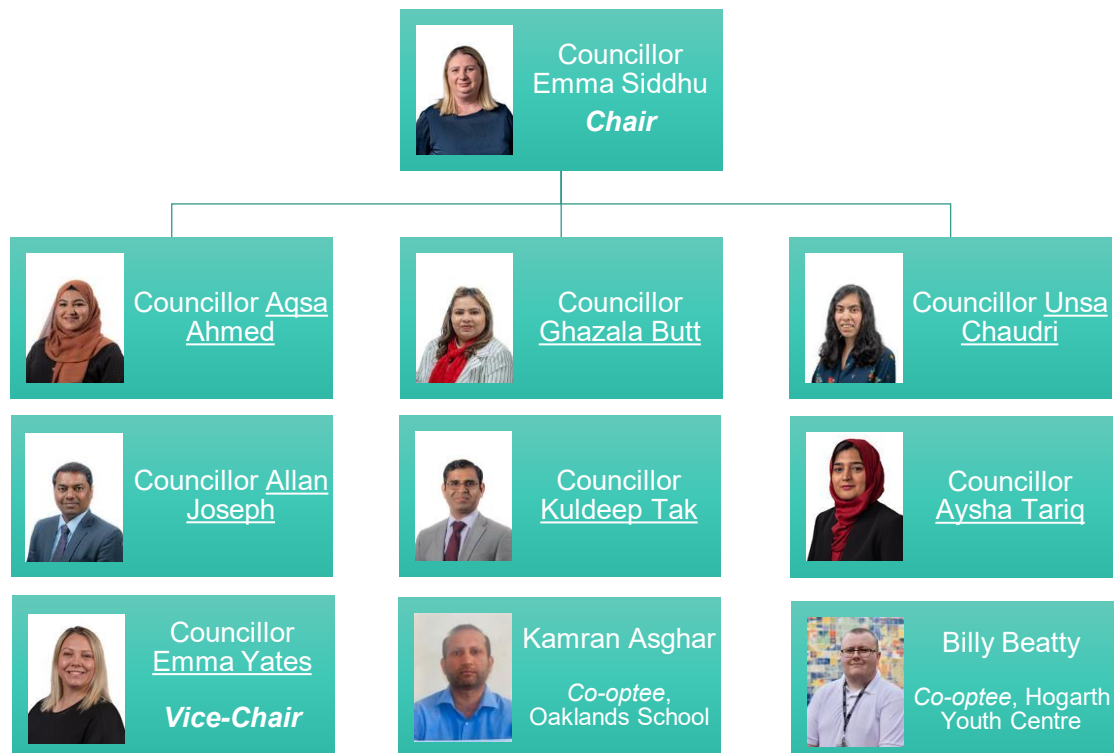 Councillor
Emma Siddhu
Chair
Councillor Aqsa
Ahmed
Councillor
Ghazala Butt
Councillor Unsa
Chaudri
Councillor Allan
Joseph
Councillor
Kuldeep Tak
Councillor
Aysha Tariq
Councillor
Emma Yates
Vice-Chair
Kamran Asghar
Co-optee,
Oaklands School
Billy Beatty
Co-optee, Hogarth
Youth Centre